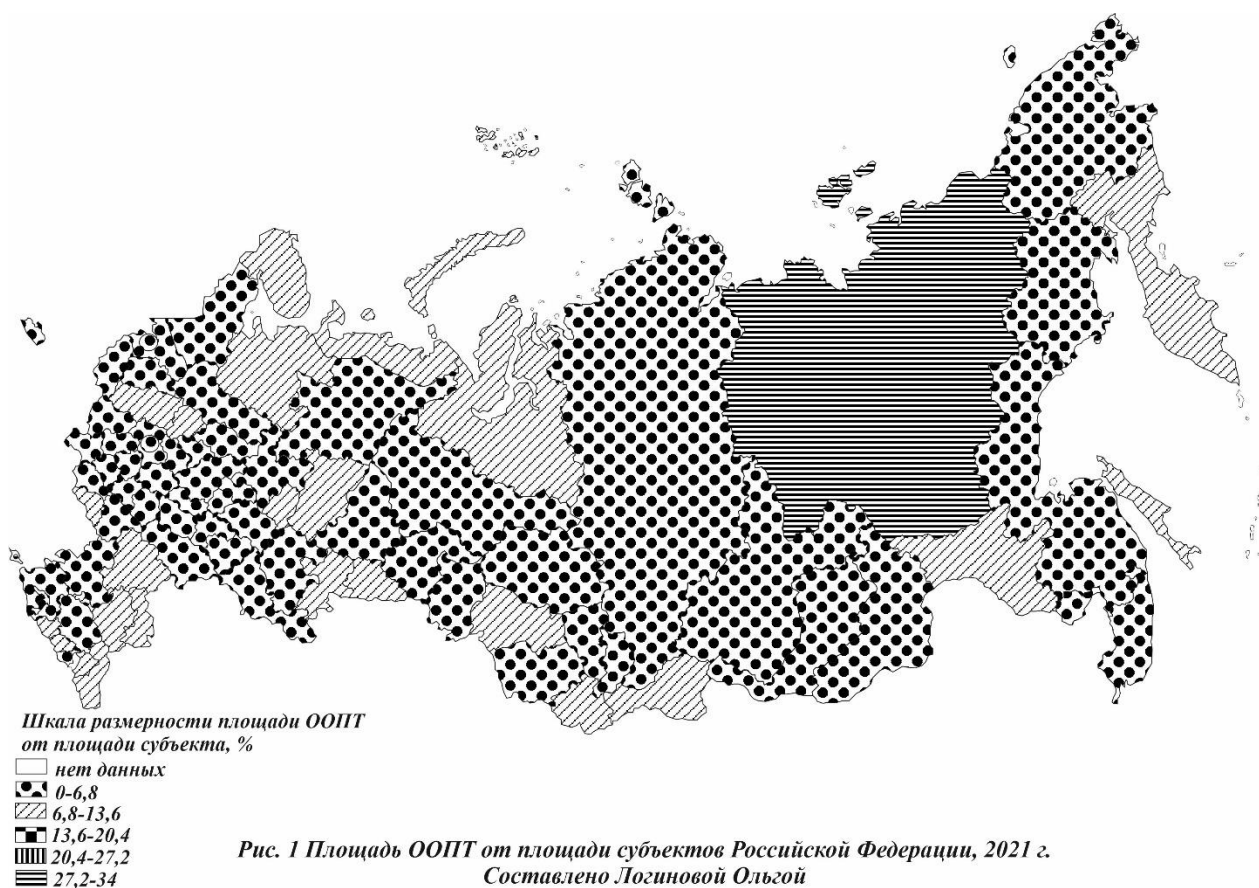 Шкала размерности площади ООПТ
от площади субъекта, %
нет данных
0-6,8
6,8-13,6
13,6-20,4
20,4-27,2
27,2-34
Рис. 1 Площадь ООПТ от площади субъектов Российской Федерации, 2021 г.
Составлено Логиновой Ольгой